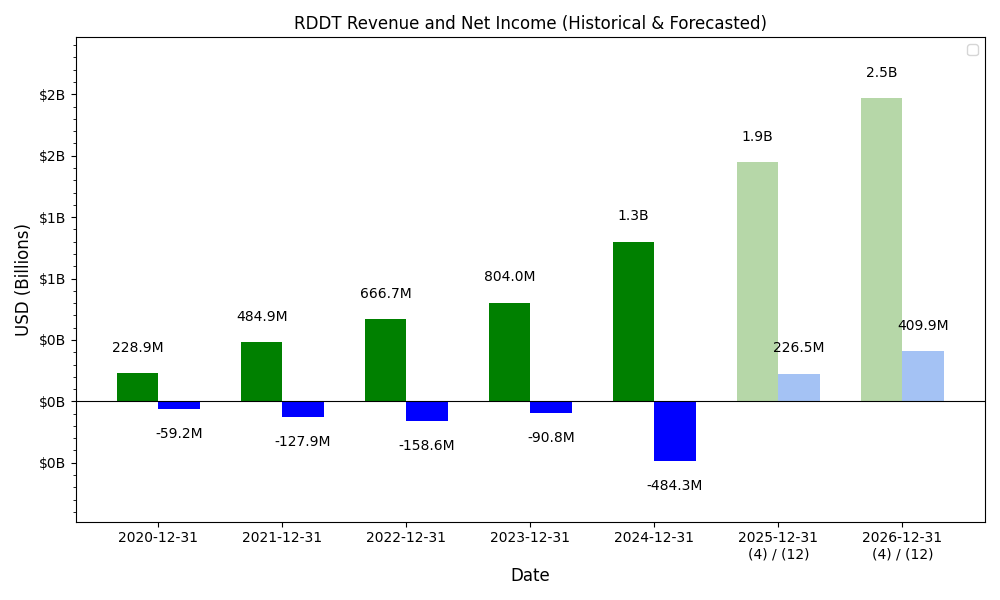 RDDT Revenue and Net Income (Historical & Forecasted)
USD (Billions)
$2B
$2B
$1B
$1B
$0B
$0B
$0B
228.9M
484.9M
666.7M
804.0M
1.3B
1.9B
2.5B
-59.2M
-127.9M
-158.6M
-90.8M
-484.3M
226.5M
409.9M
2020-12-31
2021-12-31
2022-12-31
2023-12-31
2024-12-31
2025-12-31
(4) / (12)
2026-12-31
(4) / (12)
Date